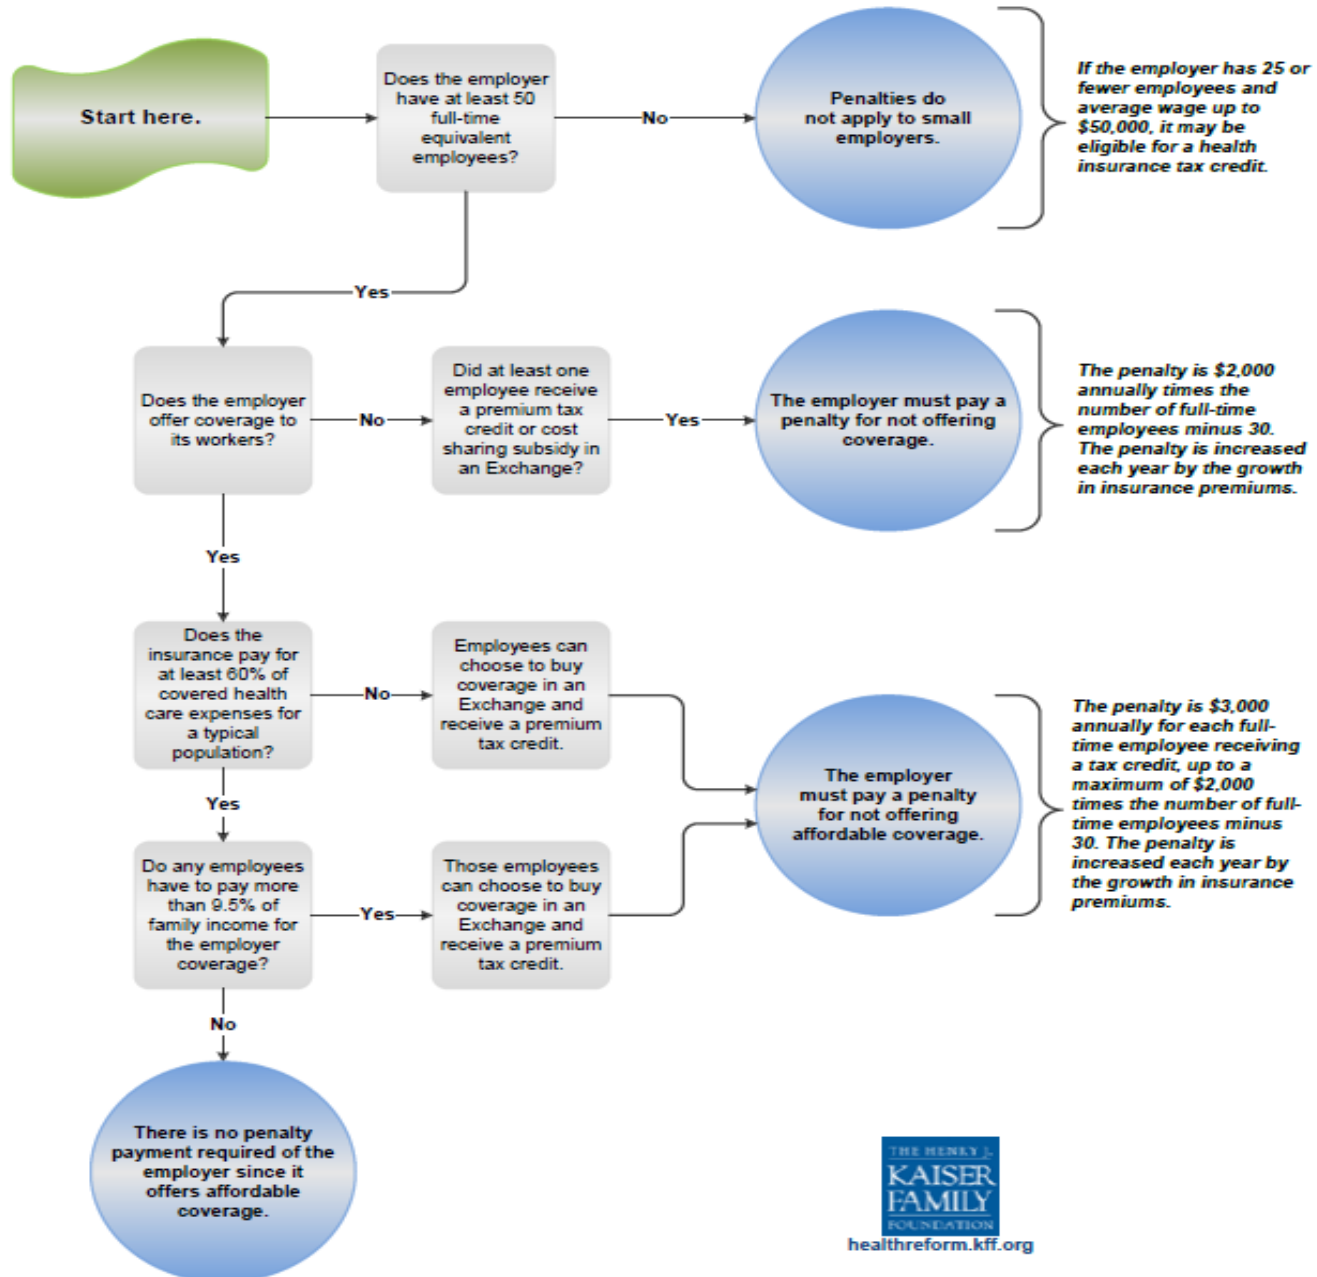 Start here.
Does the employer
have at least 50
full-time
equivalent
employees?
No
Penalties do
not apply to small
employers.
If the employer has 25 or
fewer employees and
average wage up to
$50,000, it may be
eligible for a health
insurance tax credit.
Yes
Does the employer
offer coverage to
its workers?
No
Did at least one
employee receive
a premium tax
credit or cost
sharing subsidy in
an Exchange?
Yes
The employer must pay a
penalty for not offering
coverage.
The penalty is $2,000
annually times the
number of full-time
employees minus 30.
The penalty is increased
each year by the growth
in insurance premiums.
Yes
Does the
insurance pay for
at least 60% of
covered health
care expenses for
a typical
population?
No
Employees can
choose to buy
coverage in an
Exchange and
receive a premium
tax credit.
The employer
must pay a penalty
for not offering
affordable coverage.
The penalty is $3,000
annually for each full-
time employee receiving
a tax credit, up to a
maximum of $2,000
times the number of full-
time employees minus
30. The penalty is
increased each year by
the growth in insurance
premiums.
Yes
Do any employees
have to pay more
than 9.5% of
family income for
the employer
coverage?
Yes
Those employees
can choose to buy
coverage in an
Exchange and
receive a premium
tax credit.
No
There is no penalty
payment required of the
employer since it
offers affordable
coverage.
THE HENRY J.
KAISER
FAMILY
FOUNDATION
healthreform.kff.org